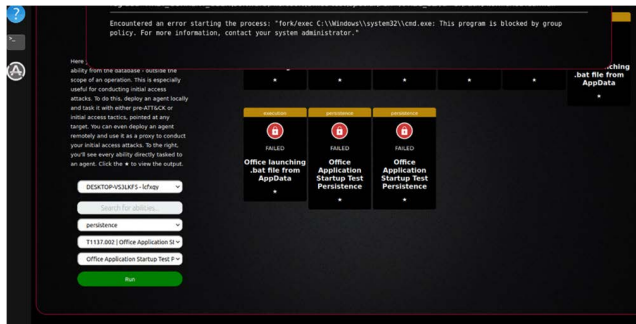 Encountered an error starting the process: "fork/exec C:\\Windows\\system32\\cmd.exe: This program is blocked by group
policy. For more information, contact your system administrator."
Here
ability from the database - outside the
scope of an operation. This is especially
useful for conducting initial access
attacks. To do this, deploy an agent locally
and task it with either pre-ATT&CK or
initial access tactics, pointed at any
target. You can even deploy an agent
remotely and use it as a proxy to conduct
your initial access attacks. To the right,
you'll see every ability directly tasked to
an agent. Click the ★ to view the output.
DESKTOP-VS3LKFS - lcfxqy
Search for abilities...
persistence
T1137.002 | Office Application St
Office Application Startup Test P
Run
.bat file from
AppData
execution
FAILED
Office launching
.bat file from
AppData
persistence
FAILED
Office
Application
Startup Test
Persistence
persistence
FAILED
Office
Application
Startup Test
Persistence